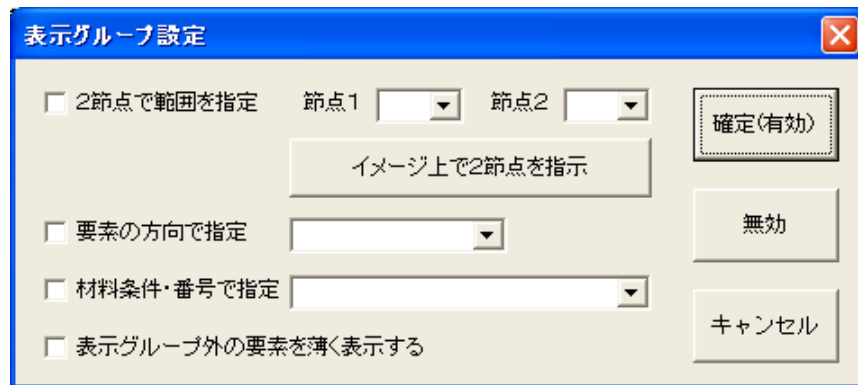 表示グループ設定
2節点で範囲を指定 節点1 節点2
確定(有効)
イメージ上で2節点を指示
要素の方向で指定
無効
材料条件・番号で指定
キャンセル
表示グループ外の要素を薄く表示する